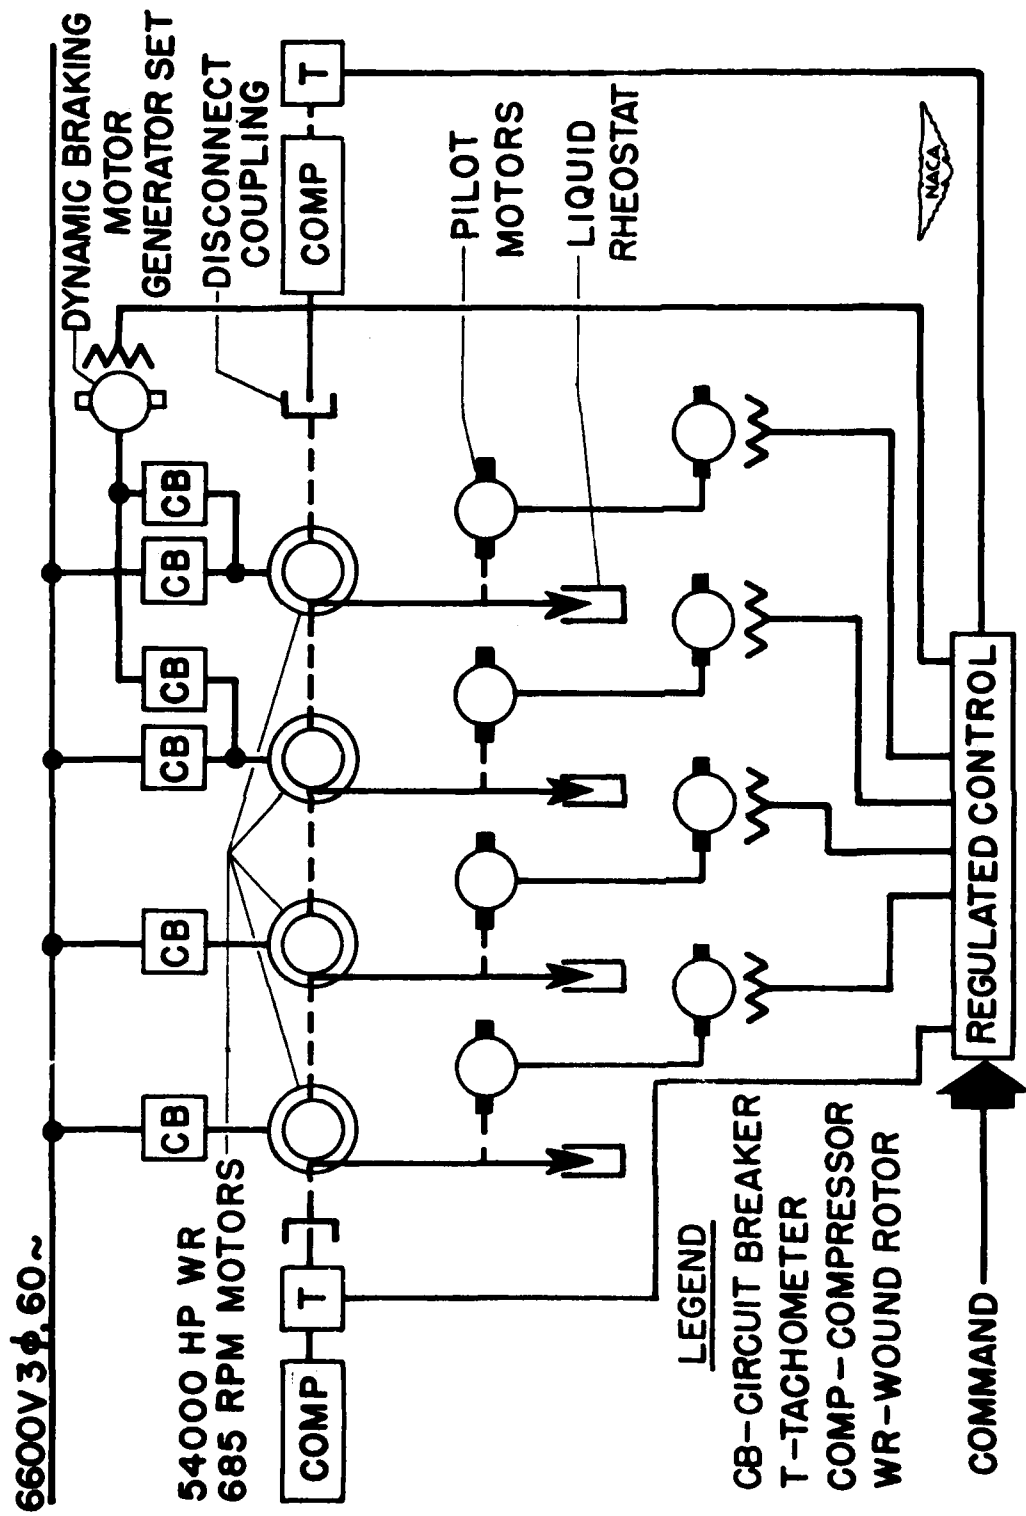 6600V 3ϕ, 60~
DYNAMIC BRAKING
MOTOR
GENERATOR SET
5400 HP WR
685 RPM MOTORS
CB
CB
CB
CB
CB
CB
DISCONNECT
COUPLING
COMP
T
COMP
T
PILOT
MOTORS
LIQUID
RHEOSTAT
LEGEND
CB-CIRCUIT BREAKER
T-TACHOMETER
COMP-COMPRESSOR
WR-WOUND ROTOR
NACA
COMMAND
REGULATED CONTROL